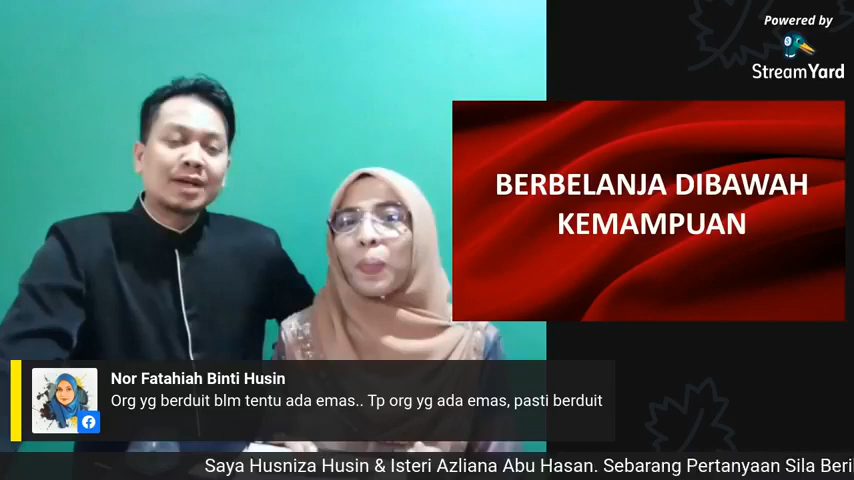 Powered by
StreamYard
BERBELANJA DIBAWAH
KEMAMPUAN
Nor Fatahiah Binti Husin
Org yg berduit blm tentu ada emas.. Tp org yg ada emas, pasti berduit
Saya Husniza Husin & Isteri Azliana Abu Hasan. Sebarang Pertanyaan Sila Beri